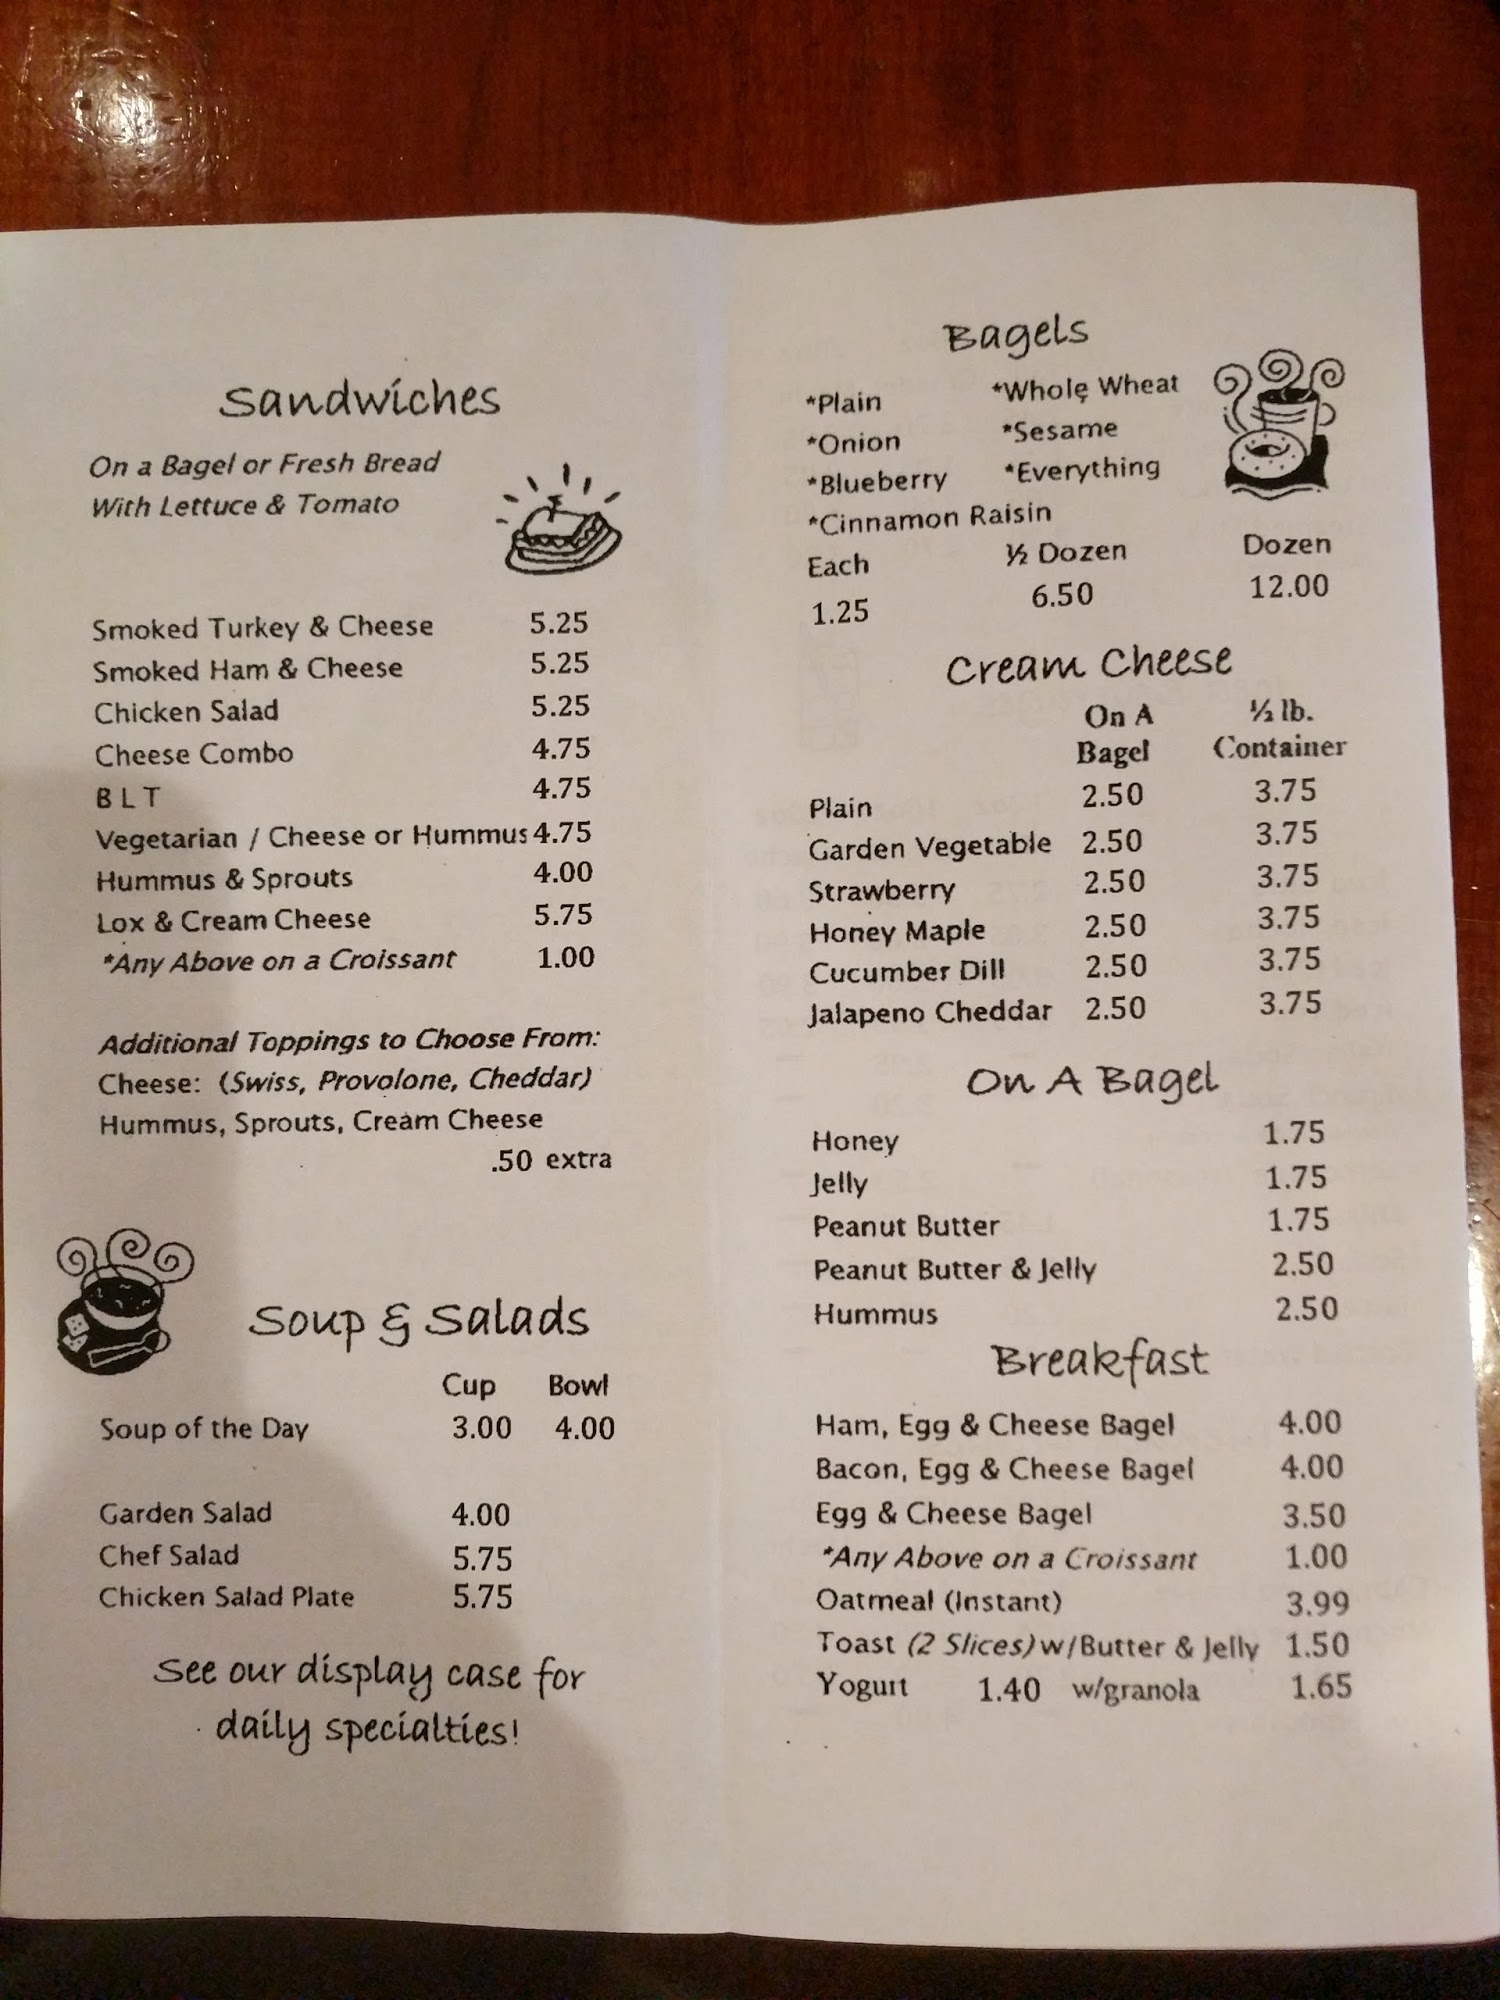 Sandwiches
On a Bagel or Fresh Bread
With Lettuce & Tomato
Smoked Turkey & Cheese 5.25
Smoked Ham & Cheese 5.25
Chicken Salad 5.25
Cheese Combo 4.75
B L T 4.75
Vegetarian / Cheese or Hummus 4.75
Hummus & Sprouts 4.00
Lox & Cream Cheese 5.75
*Any Above on a Croissant 1.00
Additional Toppings to Choose From:
Cheese: (Swiss, Provolone, Cheddar)
Hummus, Sprouts, Cream Cheese
.50 extra
Soup & Salads
Cup Bowl
Soup of the Day 3.00 4.00
Garden Salad 4.00
Chef Salad 5.75
Chicken Salad Plate 5.75
See our display case for
daily specialties!
Bagels
*Plain *Whole Wheat
*Onion *Sesame
*Blueberry *Everything
*Cinnamon Raisin
Each ½ Dozen Dozen
1.25 6.50 12.00
Cream Cheese
On A ½ lb.
Bagel Container
Plain 2.50 3.75
Garden Vegetable 2.50 3.75
Strawberry 2.50 3.75
Honey Maple 2.50 3.75
Cucumber Dill 2.50 3.75
Jalapeno Cheddar 2.50 3.75
On A Bagel
Honey 1.75
Jelly 1.75
Peanut Butter 1.75
Peanut Butter & Jelly 2.50
Hummus 2.50
Breakfast
Ham, Egg & Cheese Bagel 4.00
Bacon, Egg & Cheese Bagel 4.00
Egg & Cheese Bagel 3.50
*Any Above on a Croissant 1.00
Oatmeal (Instant) 3.99
Toast (2 Slices) w/Butter & Jelly 1.50
Yogurt 1.40 w/granola 1.65